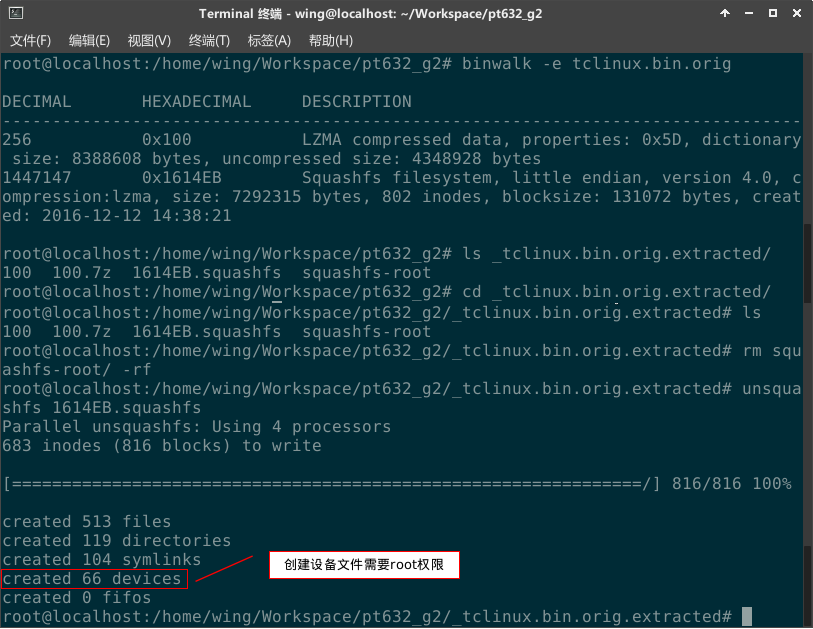 Terminal 终端 - wing@localhost: ~/Workspace/pt632_g2
文件(F) 编辑(E) 视图(V) 终端(T) 标签(A) 帮助(H)
root@localhost:/home/wing/Workspace/pt632_g2# binwalk -e tclinux.bin.orig
DECIMAL       HEXADECIMAL     DESCRIPTION
--------------------------------------------------------------------------------
256           0x100           LZMA compressed data, properties: 0x5D, dictionary
size: 8388608 bytes, uncompressed size: 4348928 bytes
1447147       0x1614EB        Squashfs filesystem, little endian, version 4.0, c
ompression:lzma, size: 7292315 bytes, 802 inodes, blocksize: 131072 bytes, creat
ed: 2016-12-12 14:38:21
root@localhost:/home/wing/Workspace/pt632_g2# ls _tclinux.bin.orig.extracted/
100  100.7z  1614EB.squashfs  squashfs-root
root@localhost:/home/wing/Workspace/pt632_g2# cd _tclinux.bin.orig.extracted/
root@localhost:/home/wing/Workspace/pt632_g2/_tclinux.bin.orig.extracted# ls
100  100.7z  1614EB.squashfs  squashfs-root
root@localhost:/home/wing/Workspace/pt632_g2/_tclinux.bin.orig.extracted# rm squ
ashfs-root/ -rf
root@localhost:/home/wing/Workspace/pt632_g2/_tclinux.bin.orig.extracted# unsqua
shfs 1614EB.squashfs
Parallel unsquashfs: Using 4 processors
683 inodes (816 blocks) to write
[===============================================================/] 816/816 100%
created 513 files
created 119 directories
created 104 symlinks
created 66 devices
创建设备文件需要root权限
created 0 fifos
root@localhost:/home/wing/Workspace/pt632_g2/_tclinux.bin.orig.extracted#